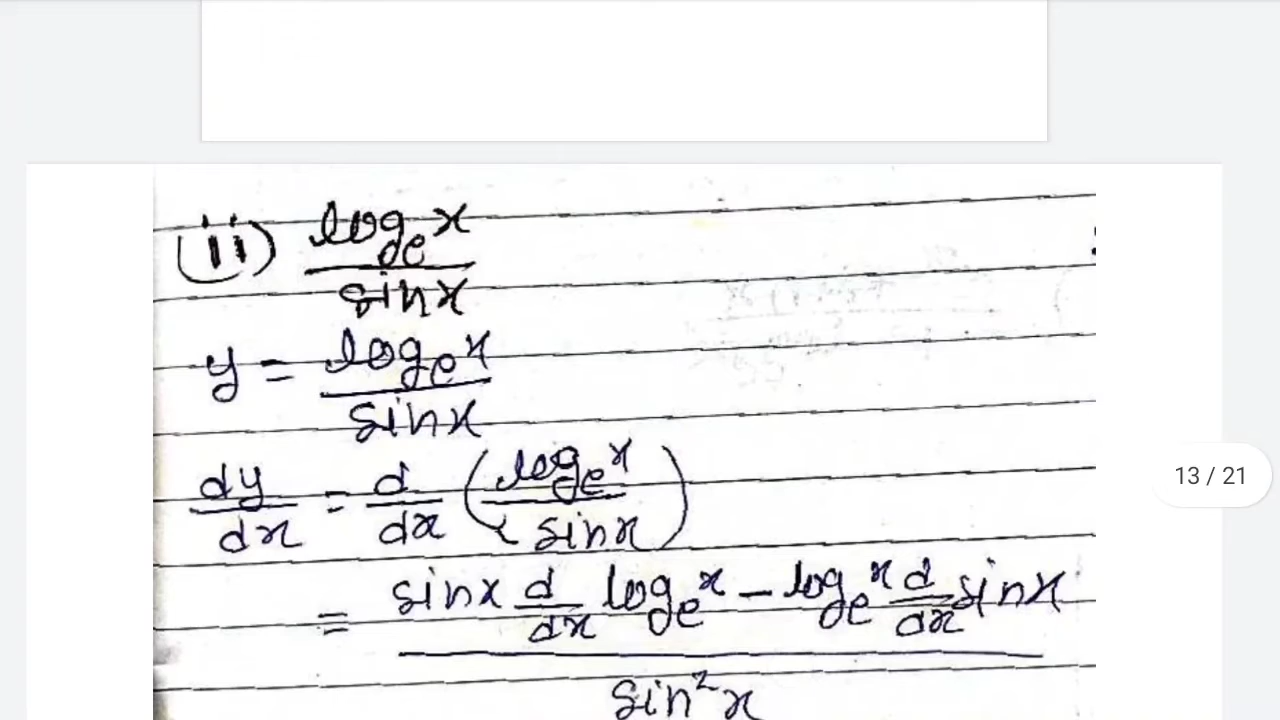 (ii) logₑx / sinx
y = logₑx / sinx
dy/dx = d/dx (logₑx / sinx)
= (sinx d/dx logₑx − logₑx d/dx sinx) / sin²x
13 / 21